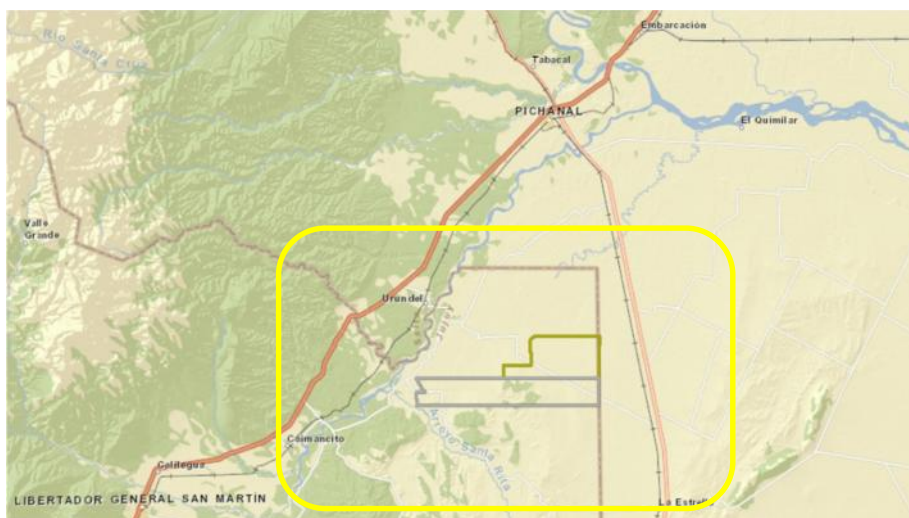 Embarcación
Río Santa Cruz
Tabacal
PICHANAL
El Quimilar
Valle
Grande
Urundel
Arroyo Santa Rita
Caimancito
Calilegua
LIBERTADOR GENERAL SAN MARTÍN
La Estrella